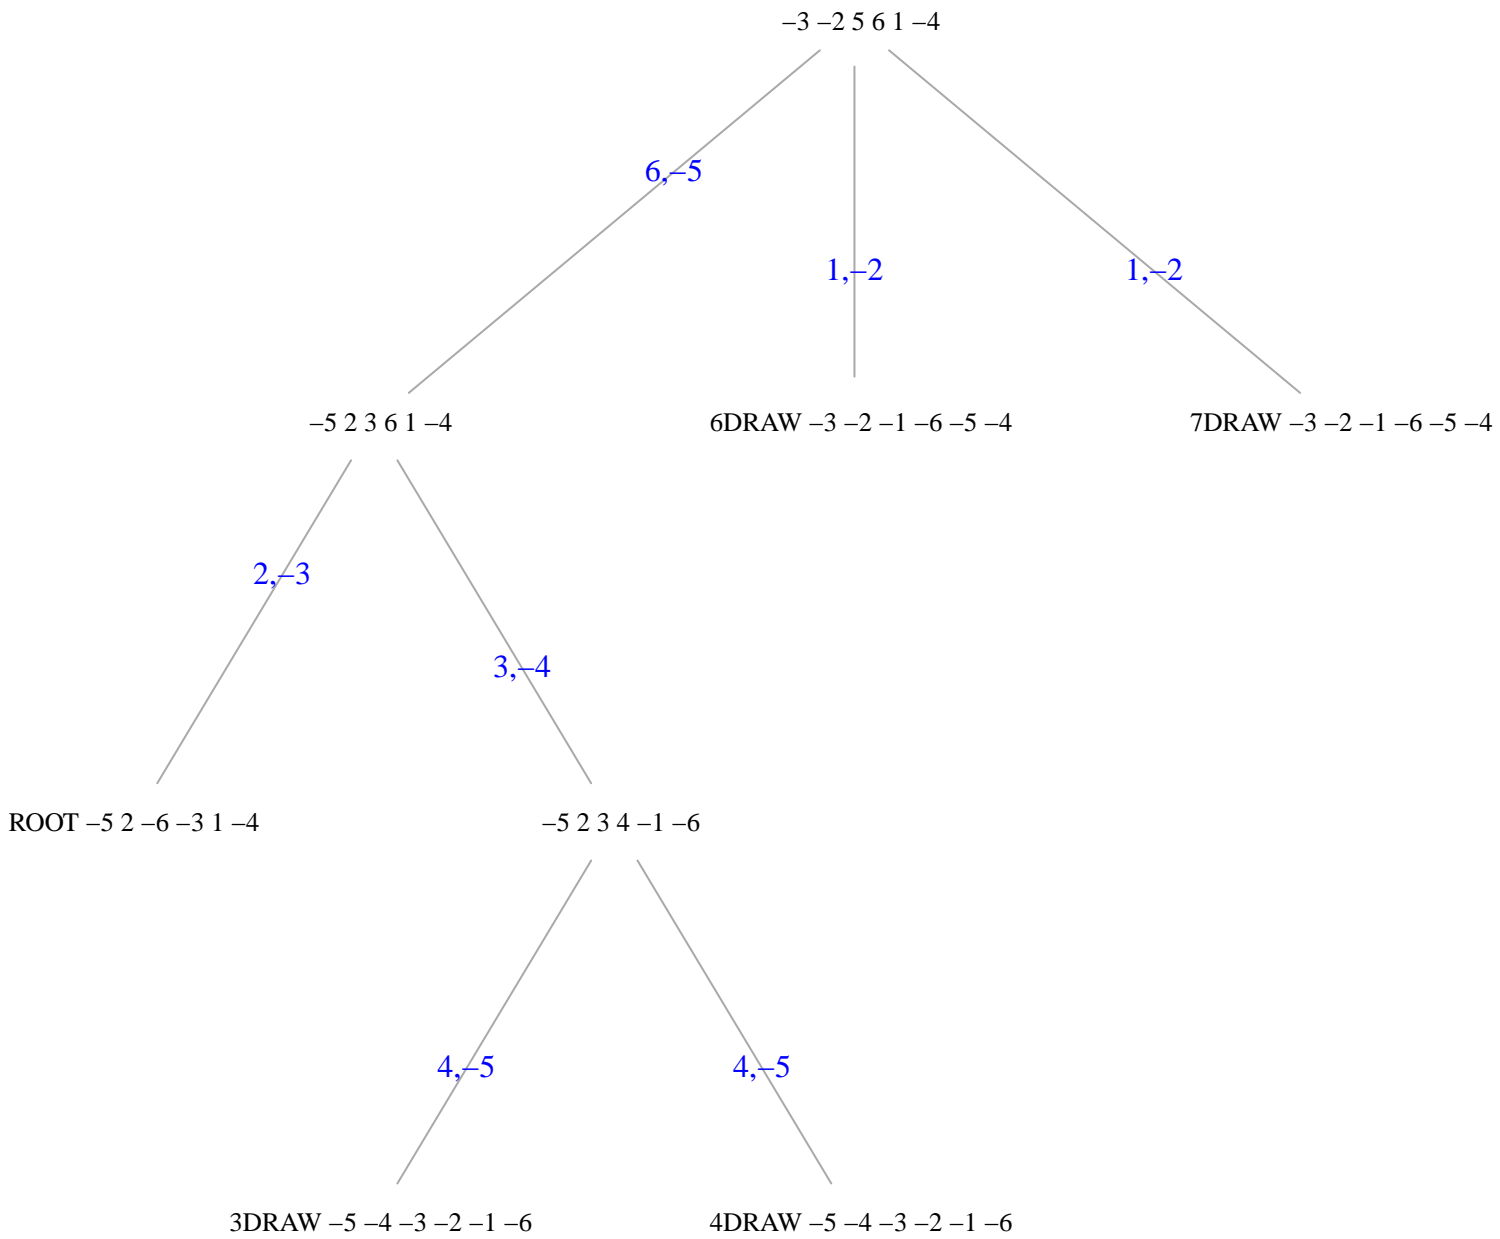 –3 –2 5 6 1 –4
6,–5
1,–2
1,–2
–5 2 3 6 1 –4
6DRAW –3 –2 –1 –6 –5 –4
7DRAW –3 –2 –1 –6 –5 –4
2,–3
3,–4
ROOT –5 2 –6 –3 1 –4
–5 2 3 4 –1 –6
4,–5
4,–5
3DRAW –5 –4 –3 –2 –1 –6
4DRAW –5 –4 –3 –2 –1 –6